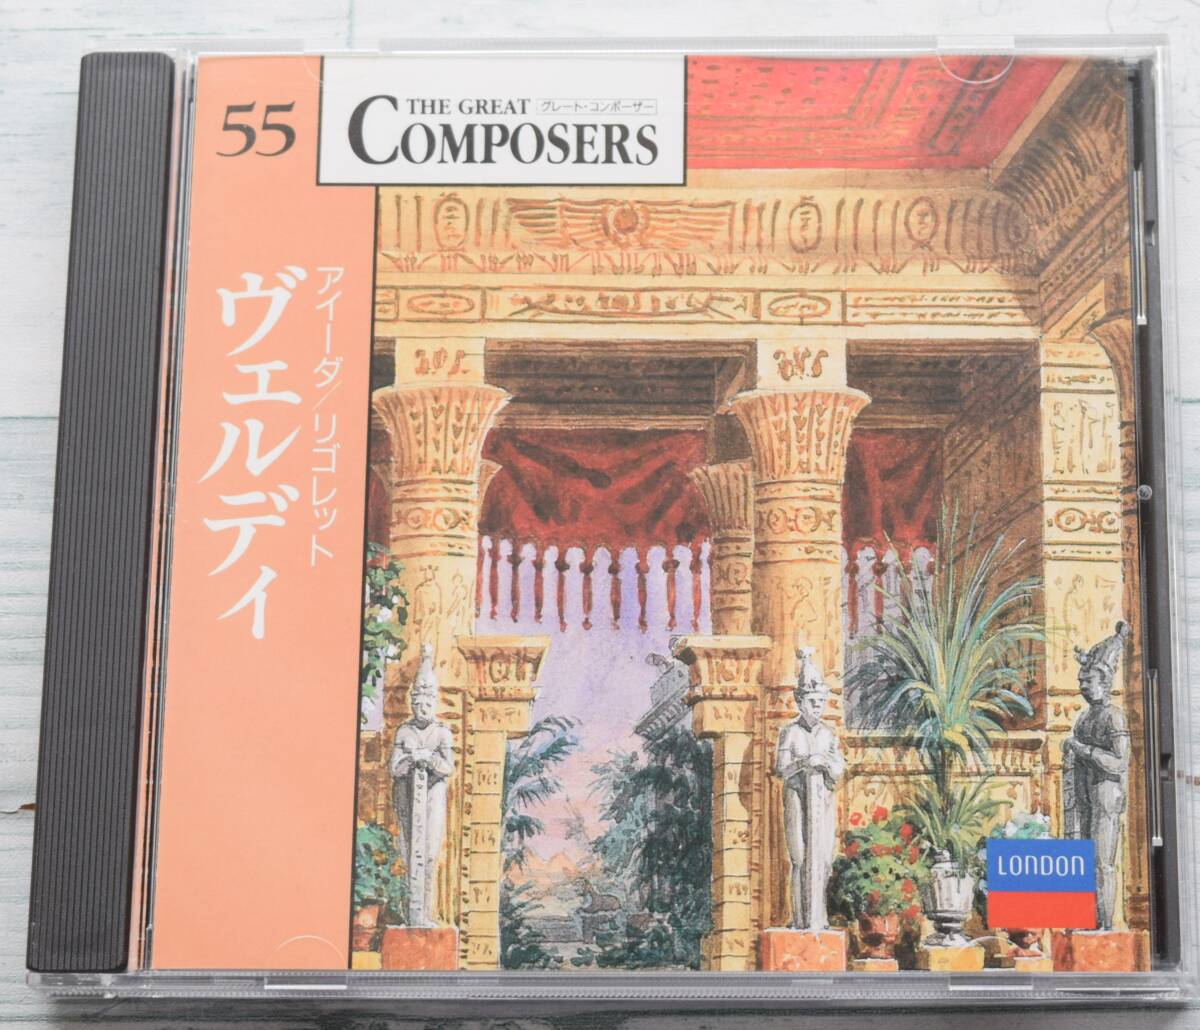 55
THE GREAT グレート・コンポーザー
COMPOSERS
アイーダ/リゴレット
ヴェルディ
LONDON